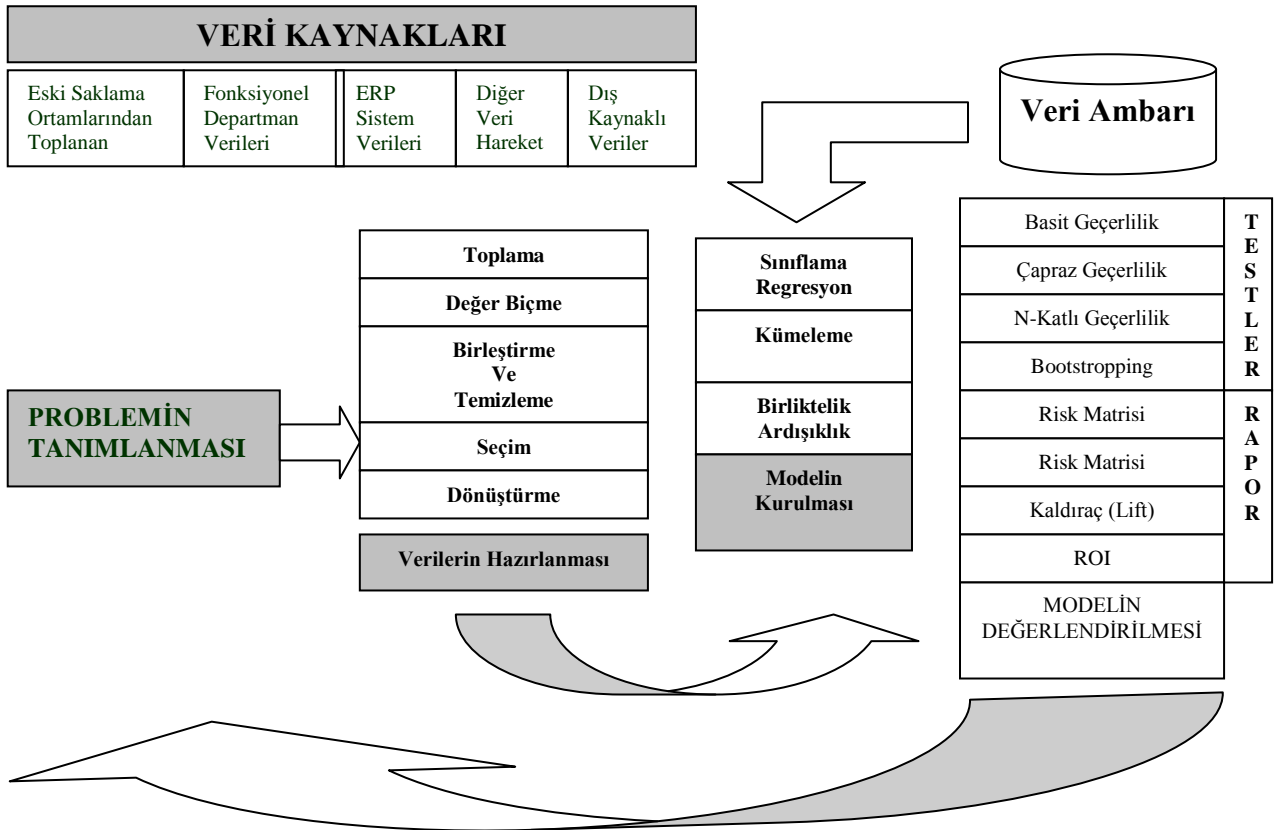 VERİ KAYNAKLARI
Eski Saklama
Ortamlarından
Toplanan
Fonksiyonel
Departman
Verileri
ERP
Sistem
Verileri
Diğer
Veri
Hareket
Dış
Kaynaklı
Veriler
Veri Ambarı
PROBLEMİN
TANIMLANMASI
Toplama
Değer Biçme
Birleştirme
Ve
Temizleme
Seçim
Dönüştürme
Verilerin Hazırlanması
Sınıflama
Regresyon
Kümeleme
Birliktelik
Ardışıklık
Modelin
Kurulması
Basit Geçerlilik
Çapraz Geçerlilik
N-Katlı Geçerlilik
Bootstropping
Risk Matrisi
Risk Matrisi
Kaldıraç (Lift)
ROI
MODELİN
DEĞERLENDİRİLMESİ
T
E
S
T
L
E
R
R
A
P
O
R